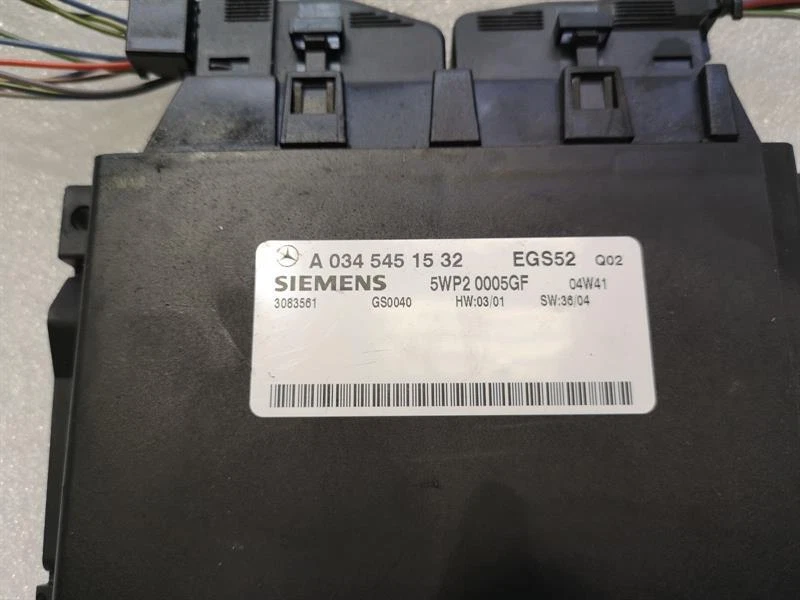 A 034 545 15 32 EGS52 Q02
SIEMENS 5WP2 0005GF 04W41
3083561 GS0040 HW:03/01 SW:36/04